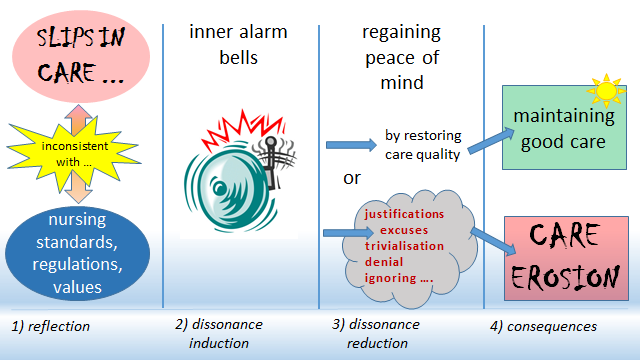 SLIPS IN
CARE ...
inconsistent
with ...
nursing
standards,
regulations,
values
1) reflection
inner alarm
bells
2) dissonance
induction
regaining
peace of
mind
by restoring
care quality
or
justifications
excuses
trivialisation
denial
ignoring ....
3) dissonance
reduction
maintaining
good care
CARE
EROSION
4) consequences